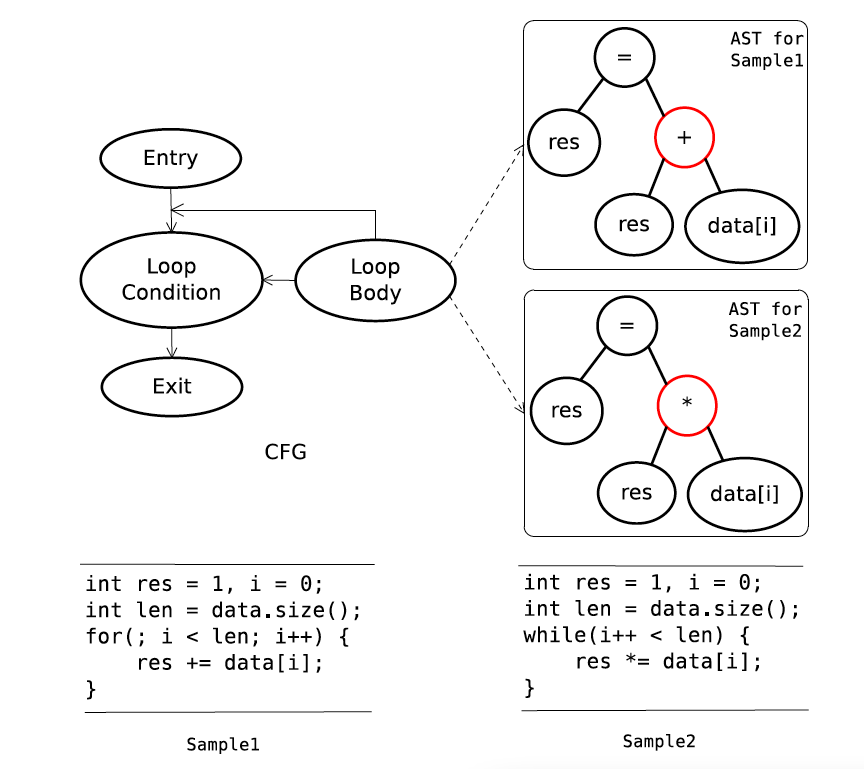 Entry
Loop
Condition
Loop
Body
Exit
CFG
AST for
Sample1
=
res
+
res
data[i]
AST for
Sample2
=
res
*
res
data[i]
int res = 1, i = 0;
int len = data.size();
for(; i < len; i++) {
    res += data[i];
}
Sample1
int res = 1, i = 0;
int len = data.size();
while(i++ < len) {
    res *= data[i];
}
Sample2